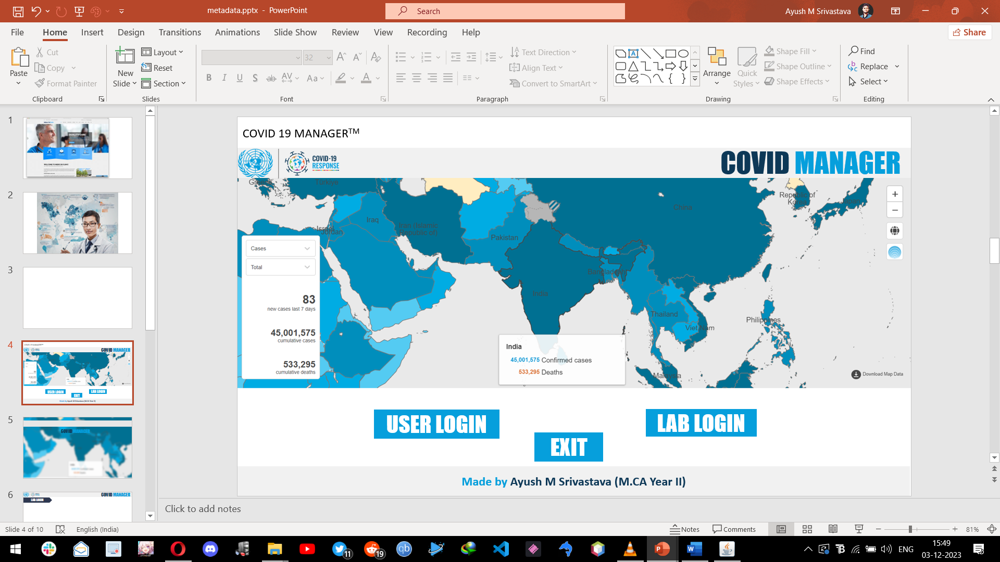 metadata.pptx - PowerPoint
Search
Ayush M Srivastava
File Home Insert Design Transitions Animations Slide Show Review View Recording Help
Share
Paste
Cut
Copy
Format Painter
Clipboard
New Slide
Layout
Reset
Section
Slides
32
B I U S ab AV Aa A
Font
Text Direction
Align Text
Convert to SmartArt
Paragraph
Arrange
Quick Styles
Shape Fill
Shape Outline
Shape Effects
Drawing
Find
Replace
Select
Editing
1
2
3
4
5
6
COVID 19 MANAGER™
COVID-19
RESPONSE
COVID MANAGER
Greece
Türkiye
Republic of
Korea
Japan
China
Iraq
Israel
Jordan
Iran (Islamic
Republic of)
Pakistan
Bangladesh
India
Thailand
Viet Nam
Philippines
Malaysia
Cases
Total
83
new cases last 7 days
45,001,575
cumulative cases
533,295
cumulative deaths
India
45,001,575 Confirmed cases
533,295 Deaths
Download Map Data
USER LOGIN
LAB LOGIN
EXIT
Made by Ayush M Srivastava (M.CA Year II)
Click to add notes
Slide 4 of 10
English (India)
Notes
Comments
81%
11
19
ENG
15:49
03-12-2023